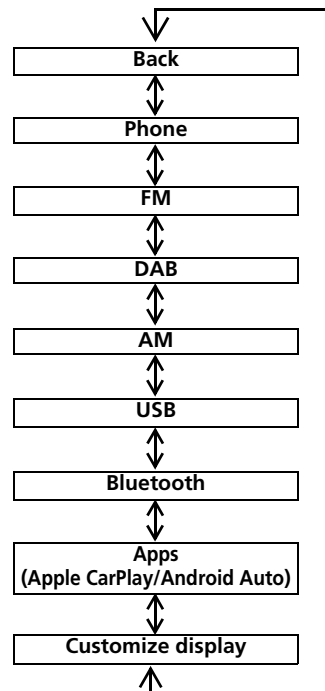 Back
Phone
FM
DAB
AM
USB
Bluetooth
Apps
(Apple CarPlay/Android Auto)
Customize display